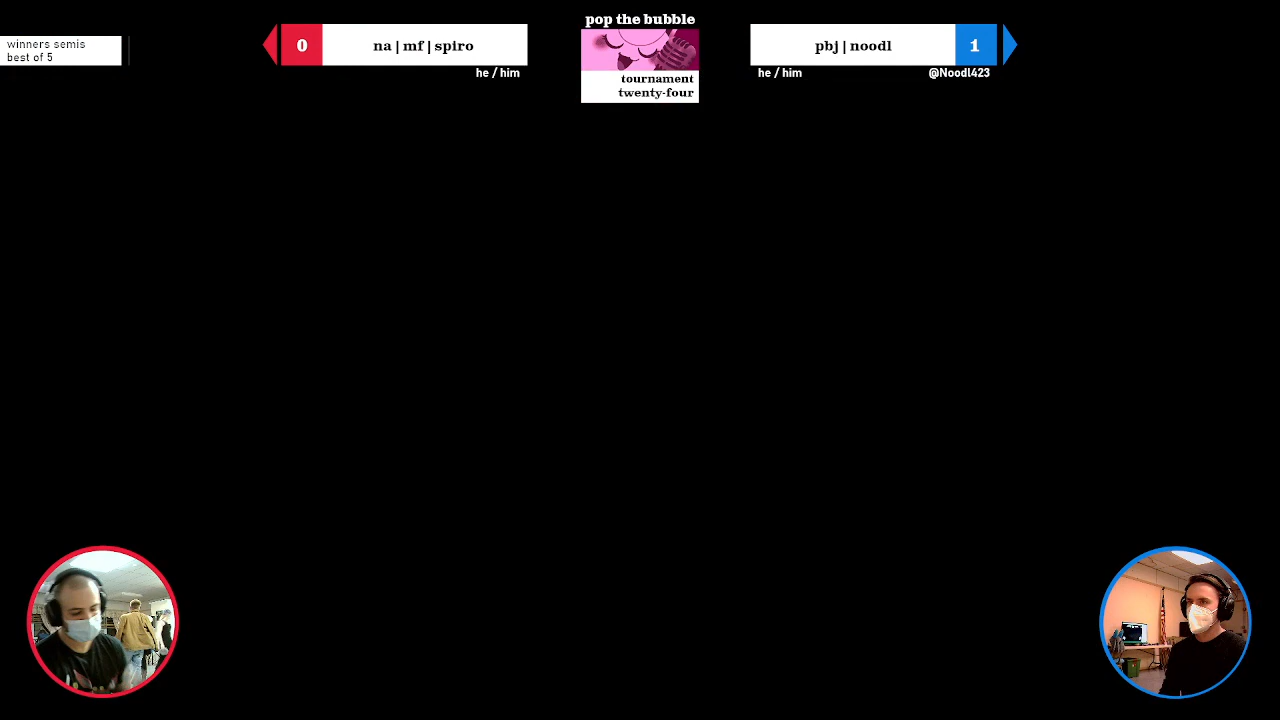 winners semis
best of 5
0
na | mf | spiro
he / him
pop the bubble
tournament
twenty-four
pbj | noodl
1
he / him
@Noodl423